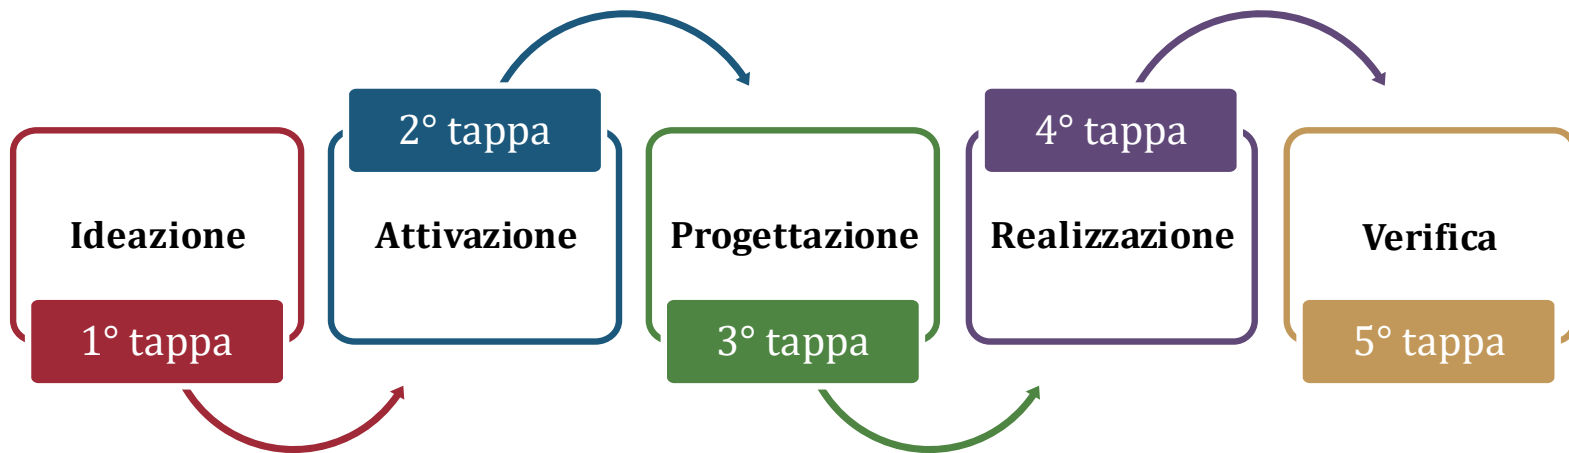 Ideazione
1° tappa
2° tappa
Attivazione
Progettazione
3° tappa
4° tappa
Realizzazione
Verifica
5° tappa